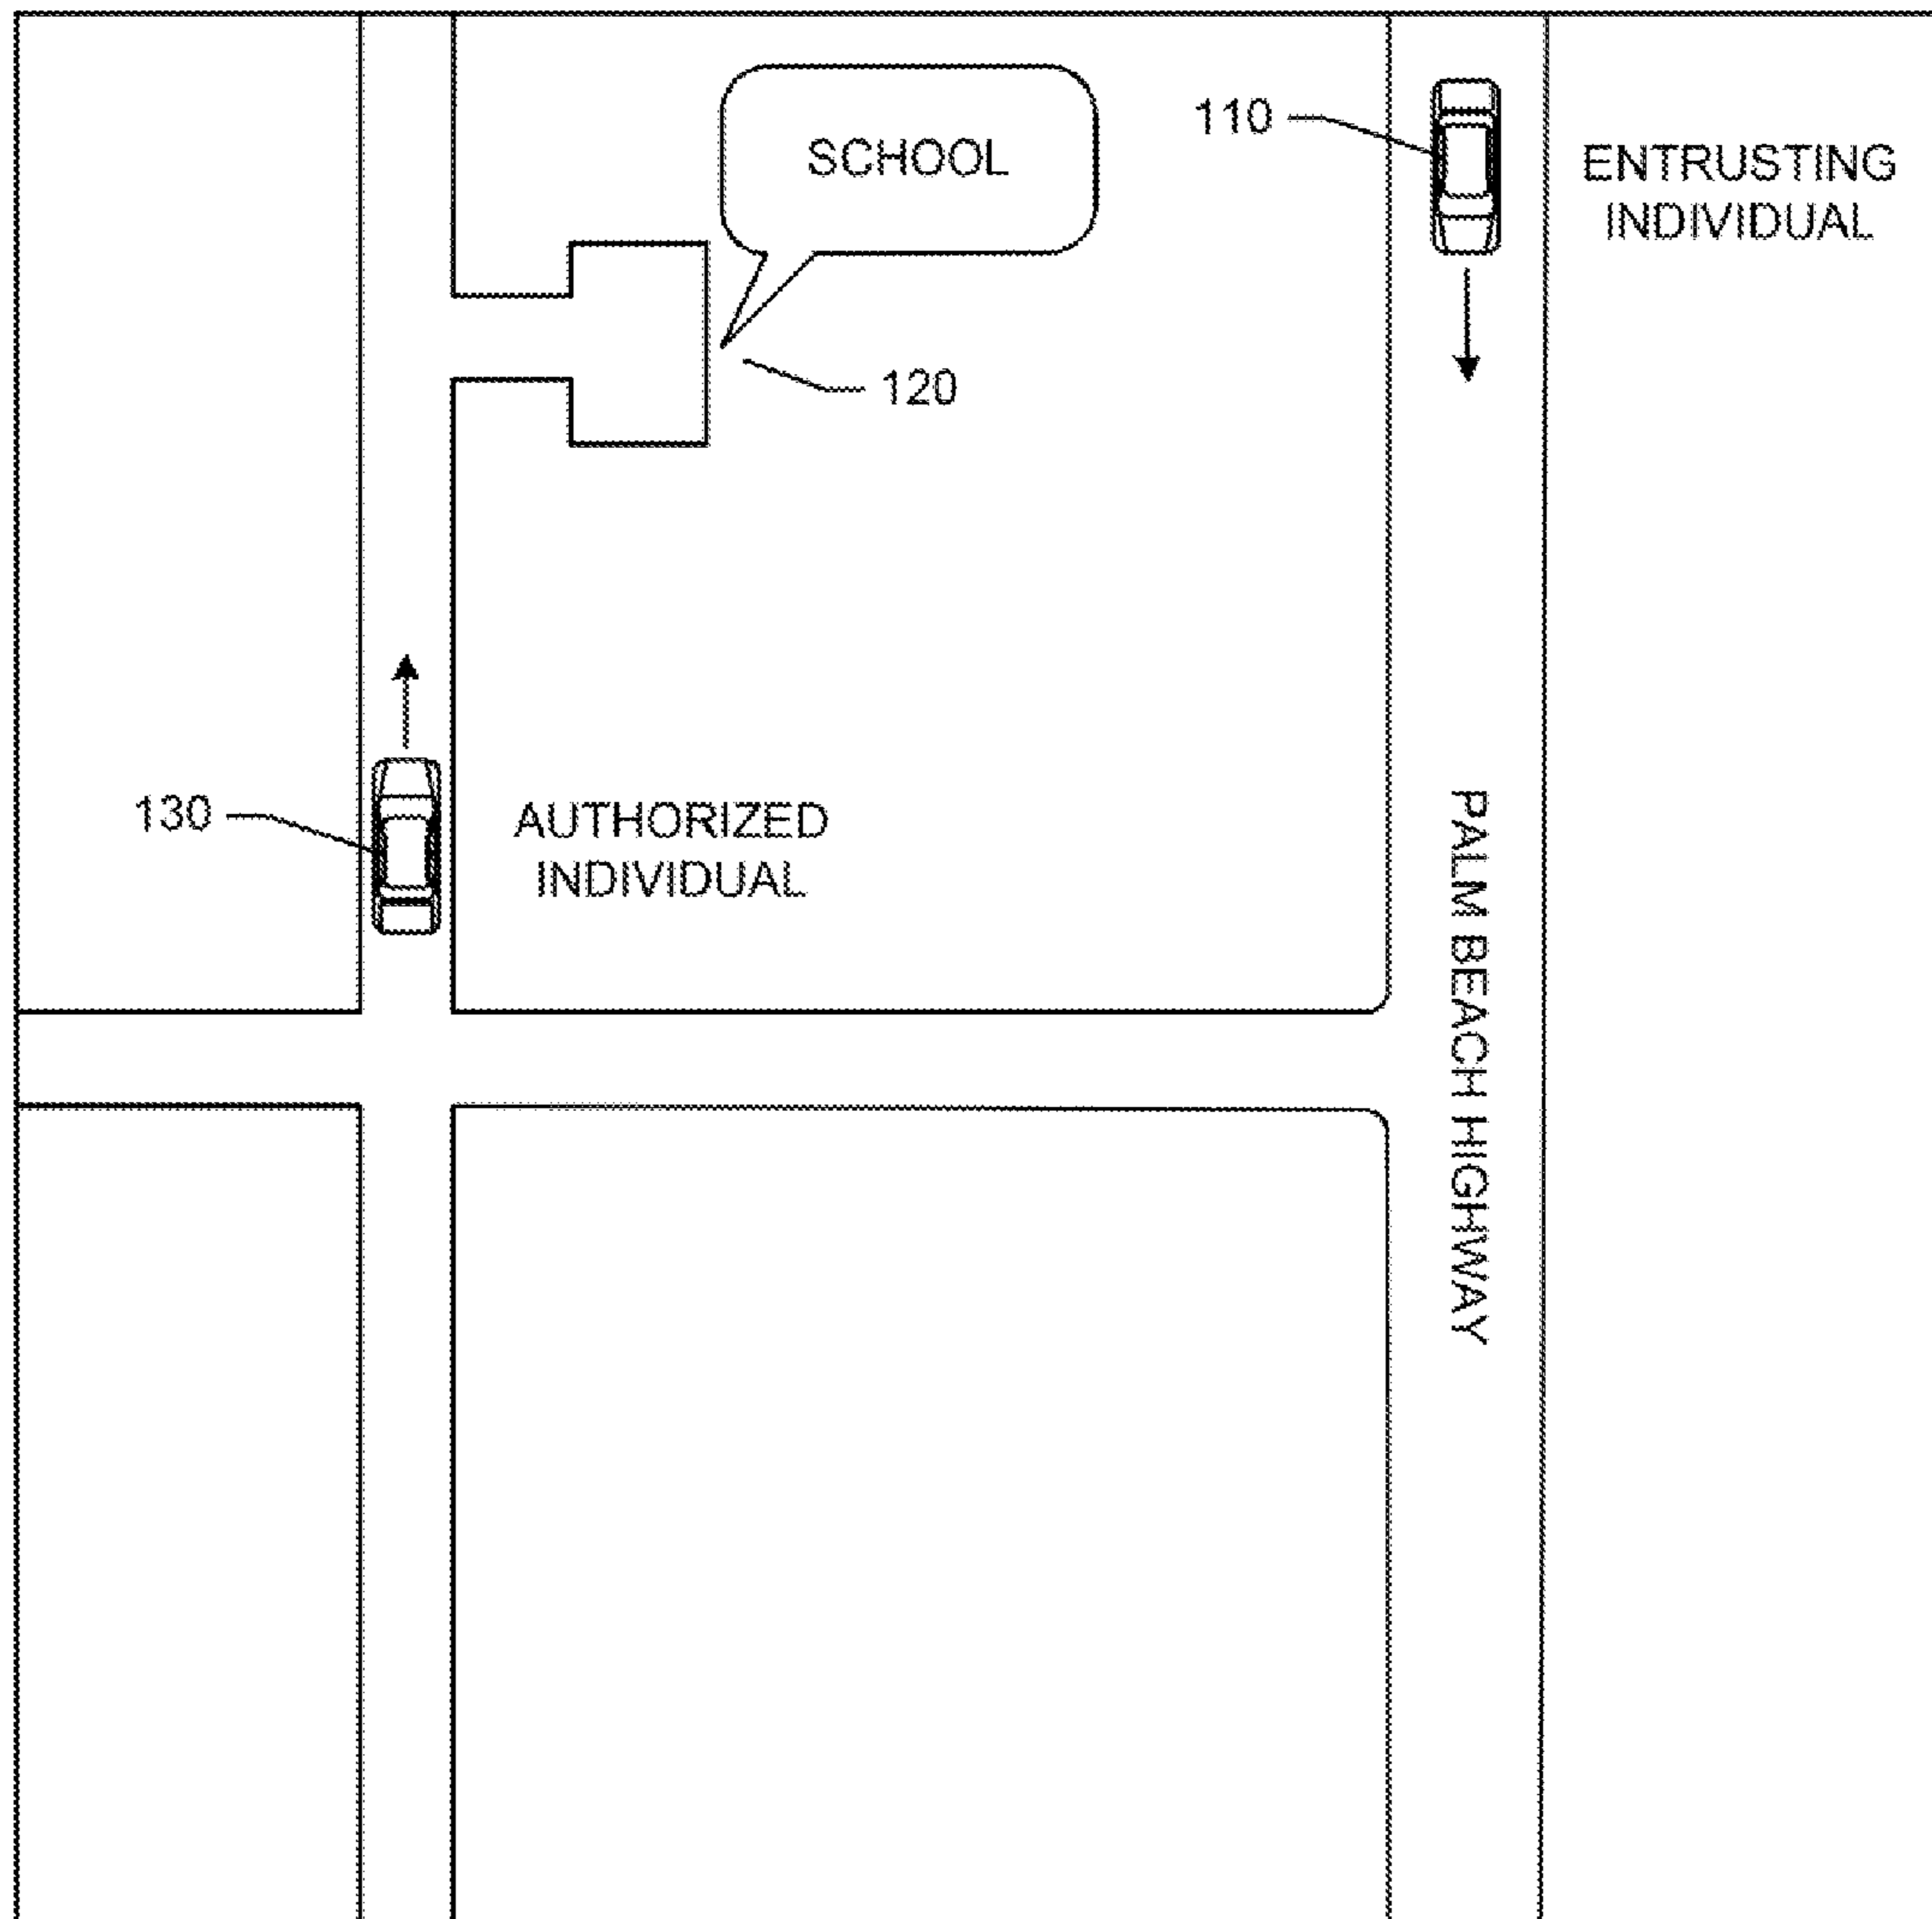 SCHOOL
110
ENTRUSTING
INDIVIDUAL
120
130
AUTHORIZED
INDIVIDUAL
PALM BEACH HIGHWAY